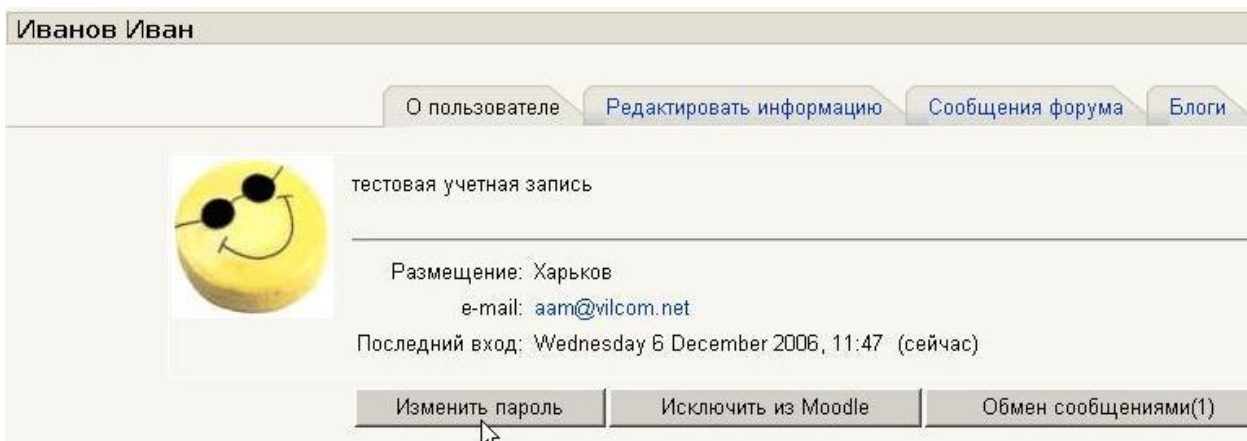 Иванов Иван
О пользователе Редактировать информацию Сообщения форума Блоги
тестовая учетная запись
Размещение: Харьков
e-mail: aam@vilcom.net
Последний вход: Wednesday 6 December 2006, 11:47 (сейчас)
Изменить пароль Исключить из Moodle Обмен сообщениями(1)